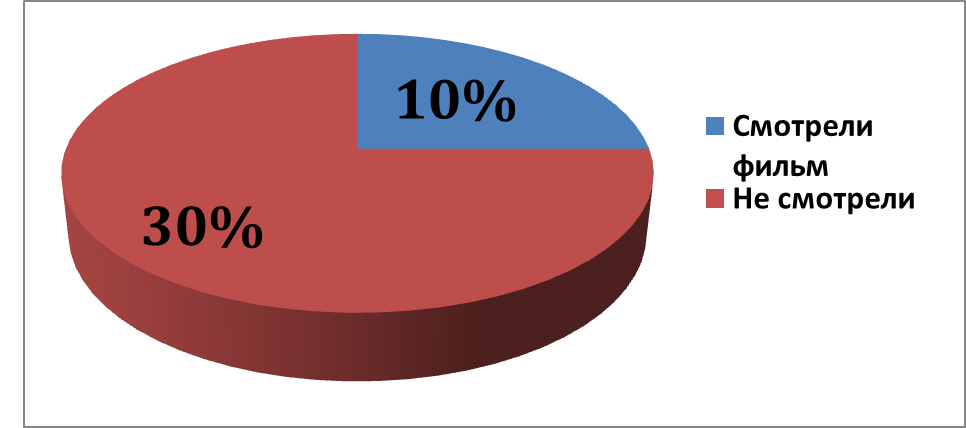 10%
30%
Смотрели
фильм
Не смотрели